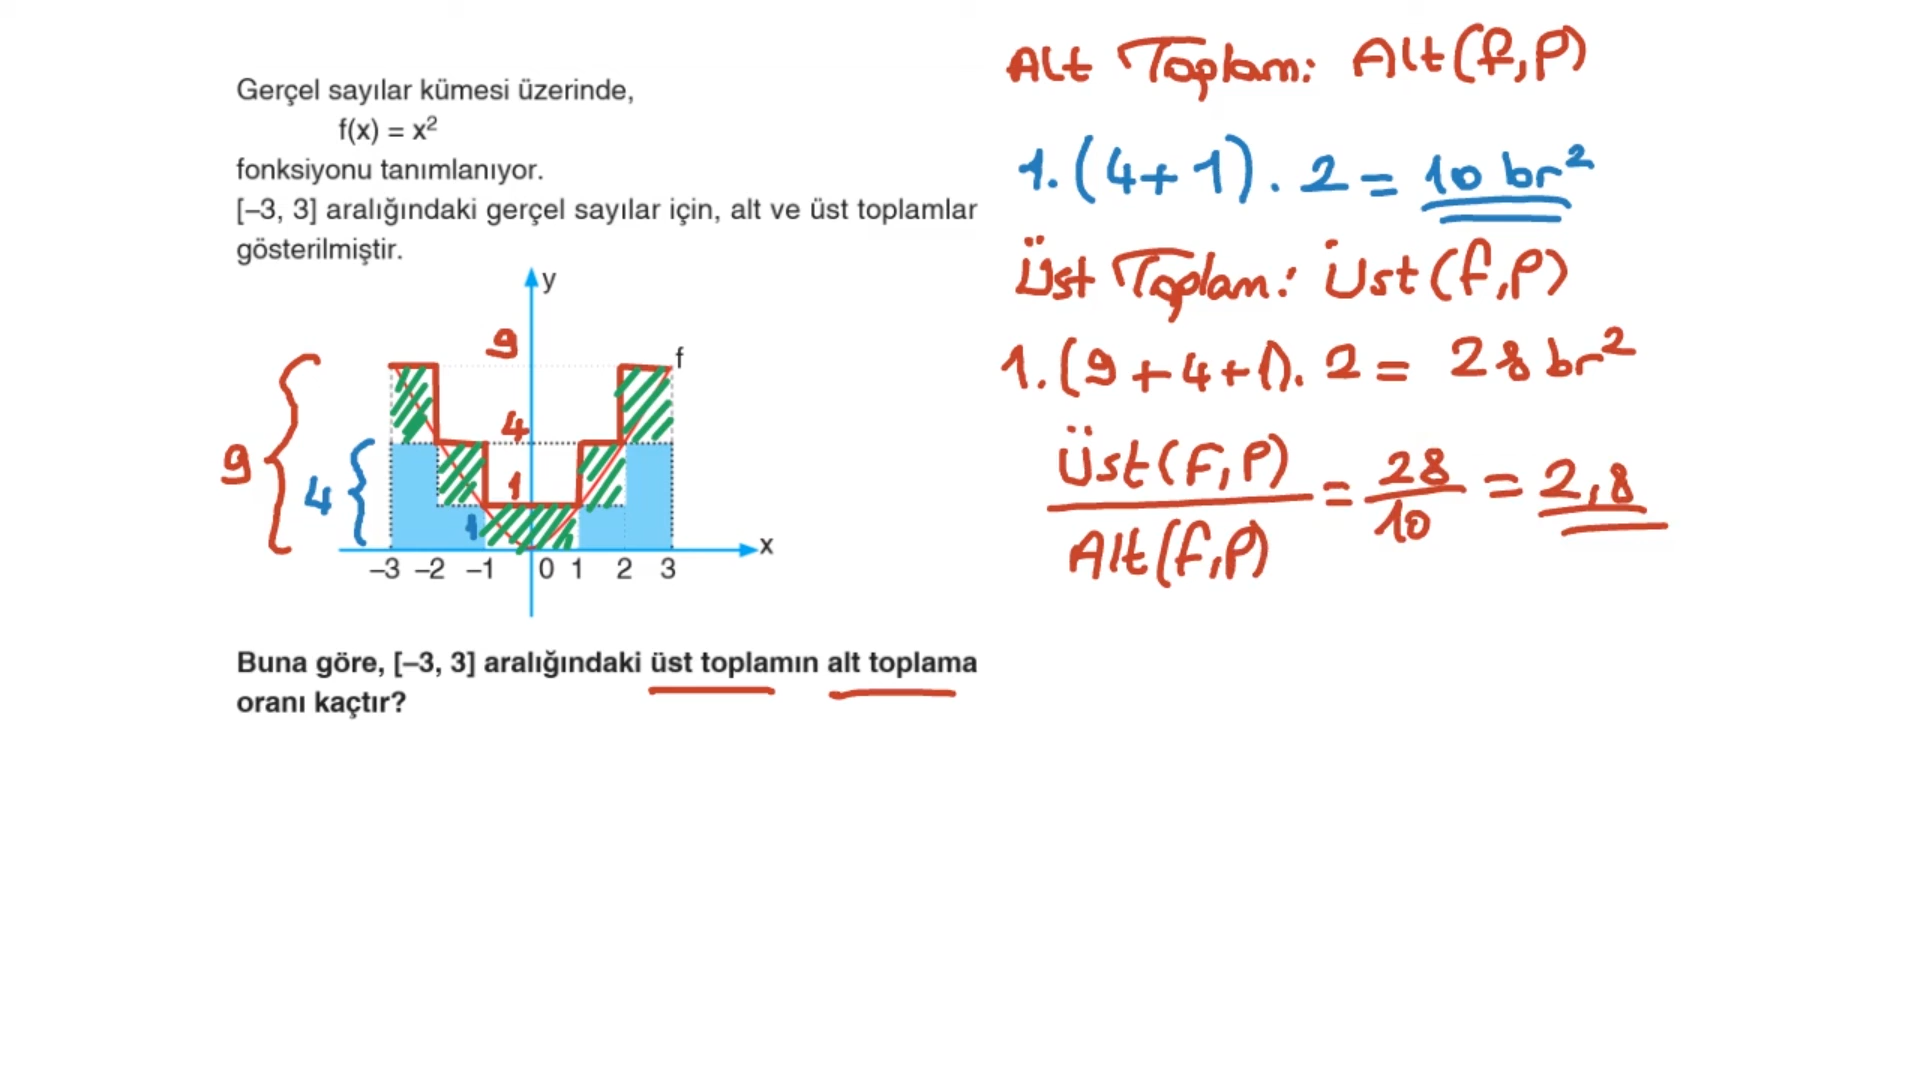 Gerçel sayılar kümesi üzerinde,
f(x) = x²
fonksiyonu tanımlanıyor.
[–3, 3] aralığındaki gerçel sayılar için, alt ve üst toplamlar
gösterilmiştir.
y
9
f
4
9
4
1
1
x
–3 –2 –1 0 1 2 3
Buna göre, [–3, 3] aralığındaki üst toplamın alt toplama
oranı kaçtır?
Alt Toplam: Alt(f,P)
1.(4+1).2= 10 br²
Üst Toplam: Üst(f,P)
1.(9+4+1).2= 28 br²
Üst(f,P)
Alt(f,P)
= 28
10
= 2,8